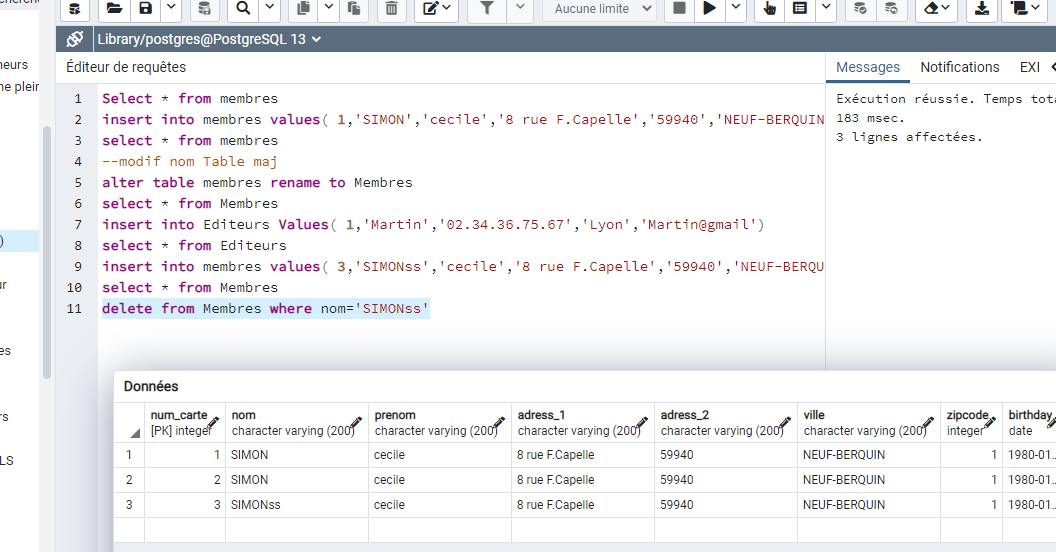 Aucune limite
Library/postgres@PostgreSQL 13
Éditeur de requêtes
Messages Notifications EXI
1 Select * from membres
2 insert into membres values( 1,'SIMON','cecile','8 rue F.Capelle','59940','NEUF-BERQUIN
3 select * from membres
4 --modif nom Table maj
5 alter table membres rename to Membres
6 select * from Membres
7 insert into Editeurs Values( 1,'Martin','02.34.36.75.67','Lyon','Martin@gmail')
8 select * from Editeurs
9 insert into membres values( 3,'SIMONss','cecile','8 rue F.Capelle','59940','NEUF-BERQU
10 select * from Membres
11 delete from Membres where nom='SIMONss'
Exécution réussie. Temps tota
183 msec.
3 lignes affectées.
neurs
ne plein
)
ur
es
rs
LS
Données
num_carte nom prenom adress_1 adress_2 ville zipcode birthday
[PK] integer character varying (200) character varying (200) character varying (200) character varying (200) character varying (200) integer date
1 1 SIMON cecile 8 rue F.Capelle 59940 NEUF-BERQUIN 1 1980-01...
2 2 SIMON cecile 8 rue F.Capelle 59940 NEUF-BERQUIN 1 1980-01...
3 3 SIMONss cecile 8 rue F.Capelle 59940 NEUF-BERQUIN 1 1980-01...